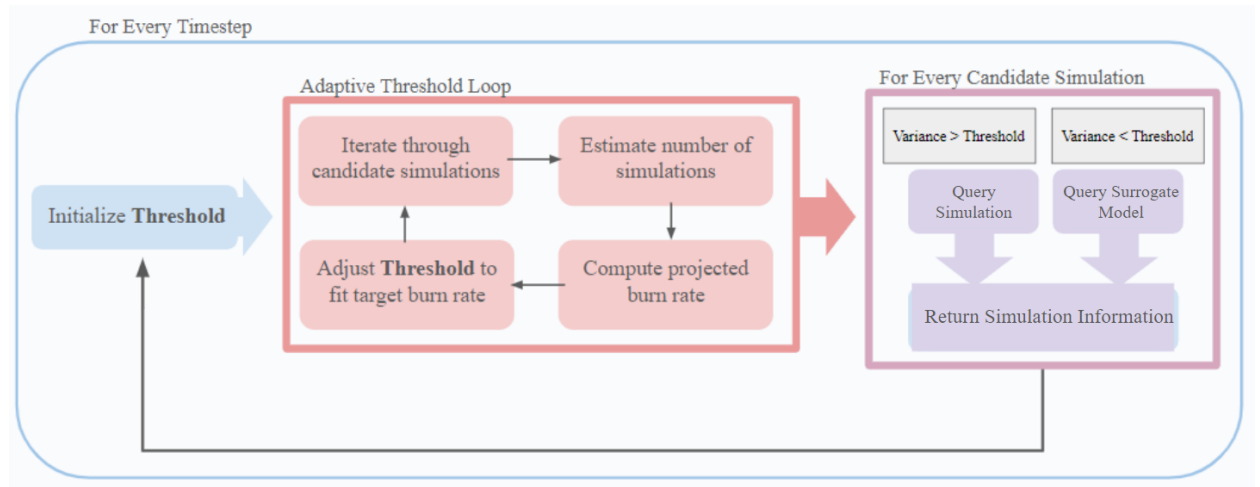 For Every Timestep
Adaptive Threshold Loop
For Every Candidate Simulation
Initialize Threshold
Iterate through
candidate simulations
Estimate number of
simulations
Adjust Threshold to
fit target burn rate
Compute projected
burn rate
Variance > Threshold
Variance < Threshold
Query
Simulation
Query Surrogate
Model
Return Simulation Information